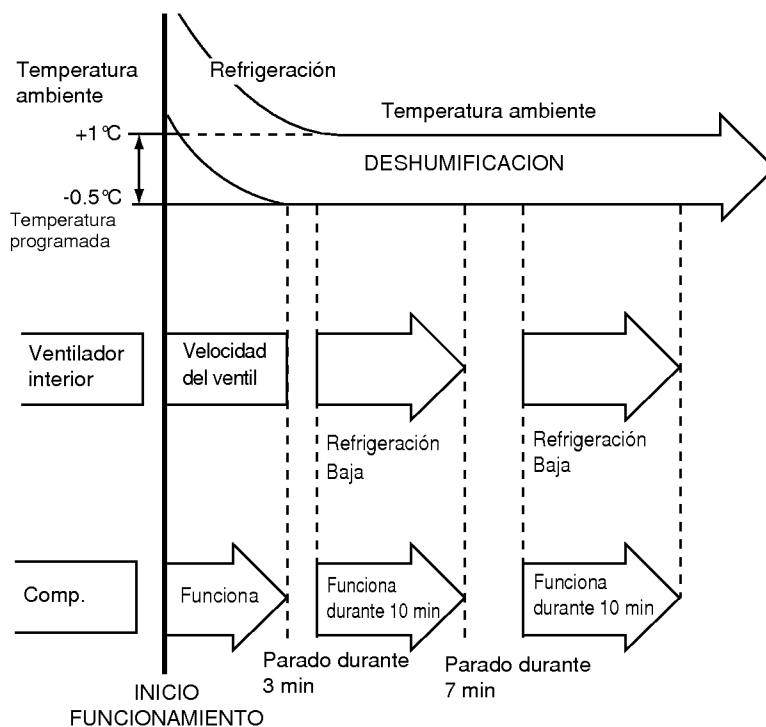 Temperatura
ambiente
Refrigeración
Temperatura ambiente
+1°C
DESHUMIFICACION
-0.5°C
Temperatura
programada
Ventilador
interior
Velocidad
del ventil
Refrigeración
Baja
Refrigeración
Baja
Comp.
Funciona
Funciona
durante 10 min
Funciona
durante 10 min
Parado durante
3 min
Parado durante
7 min
INICIO
FUNCIONAMIENTO